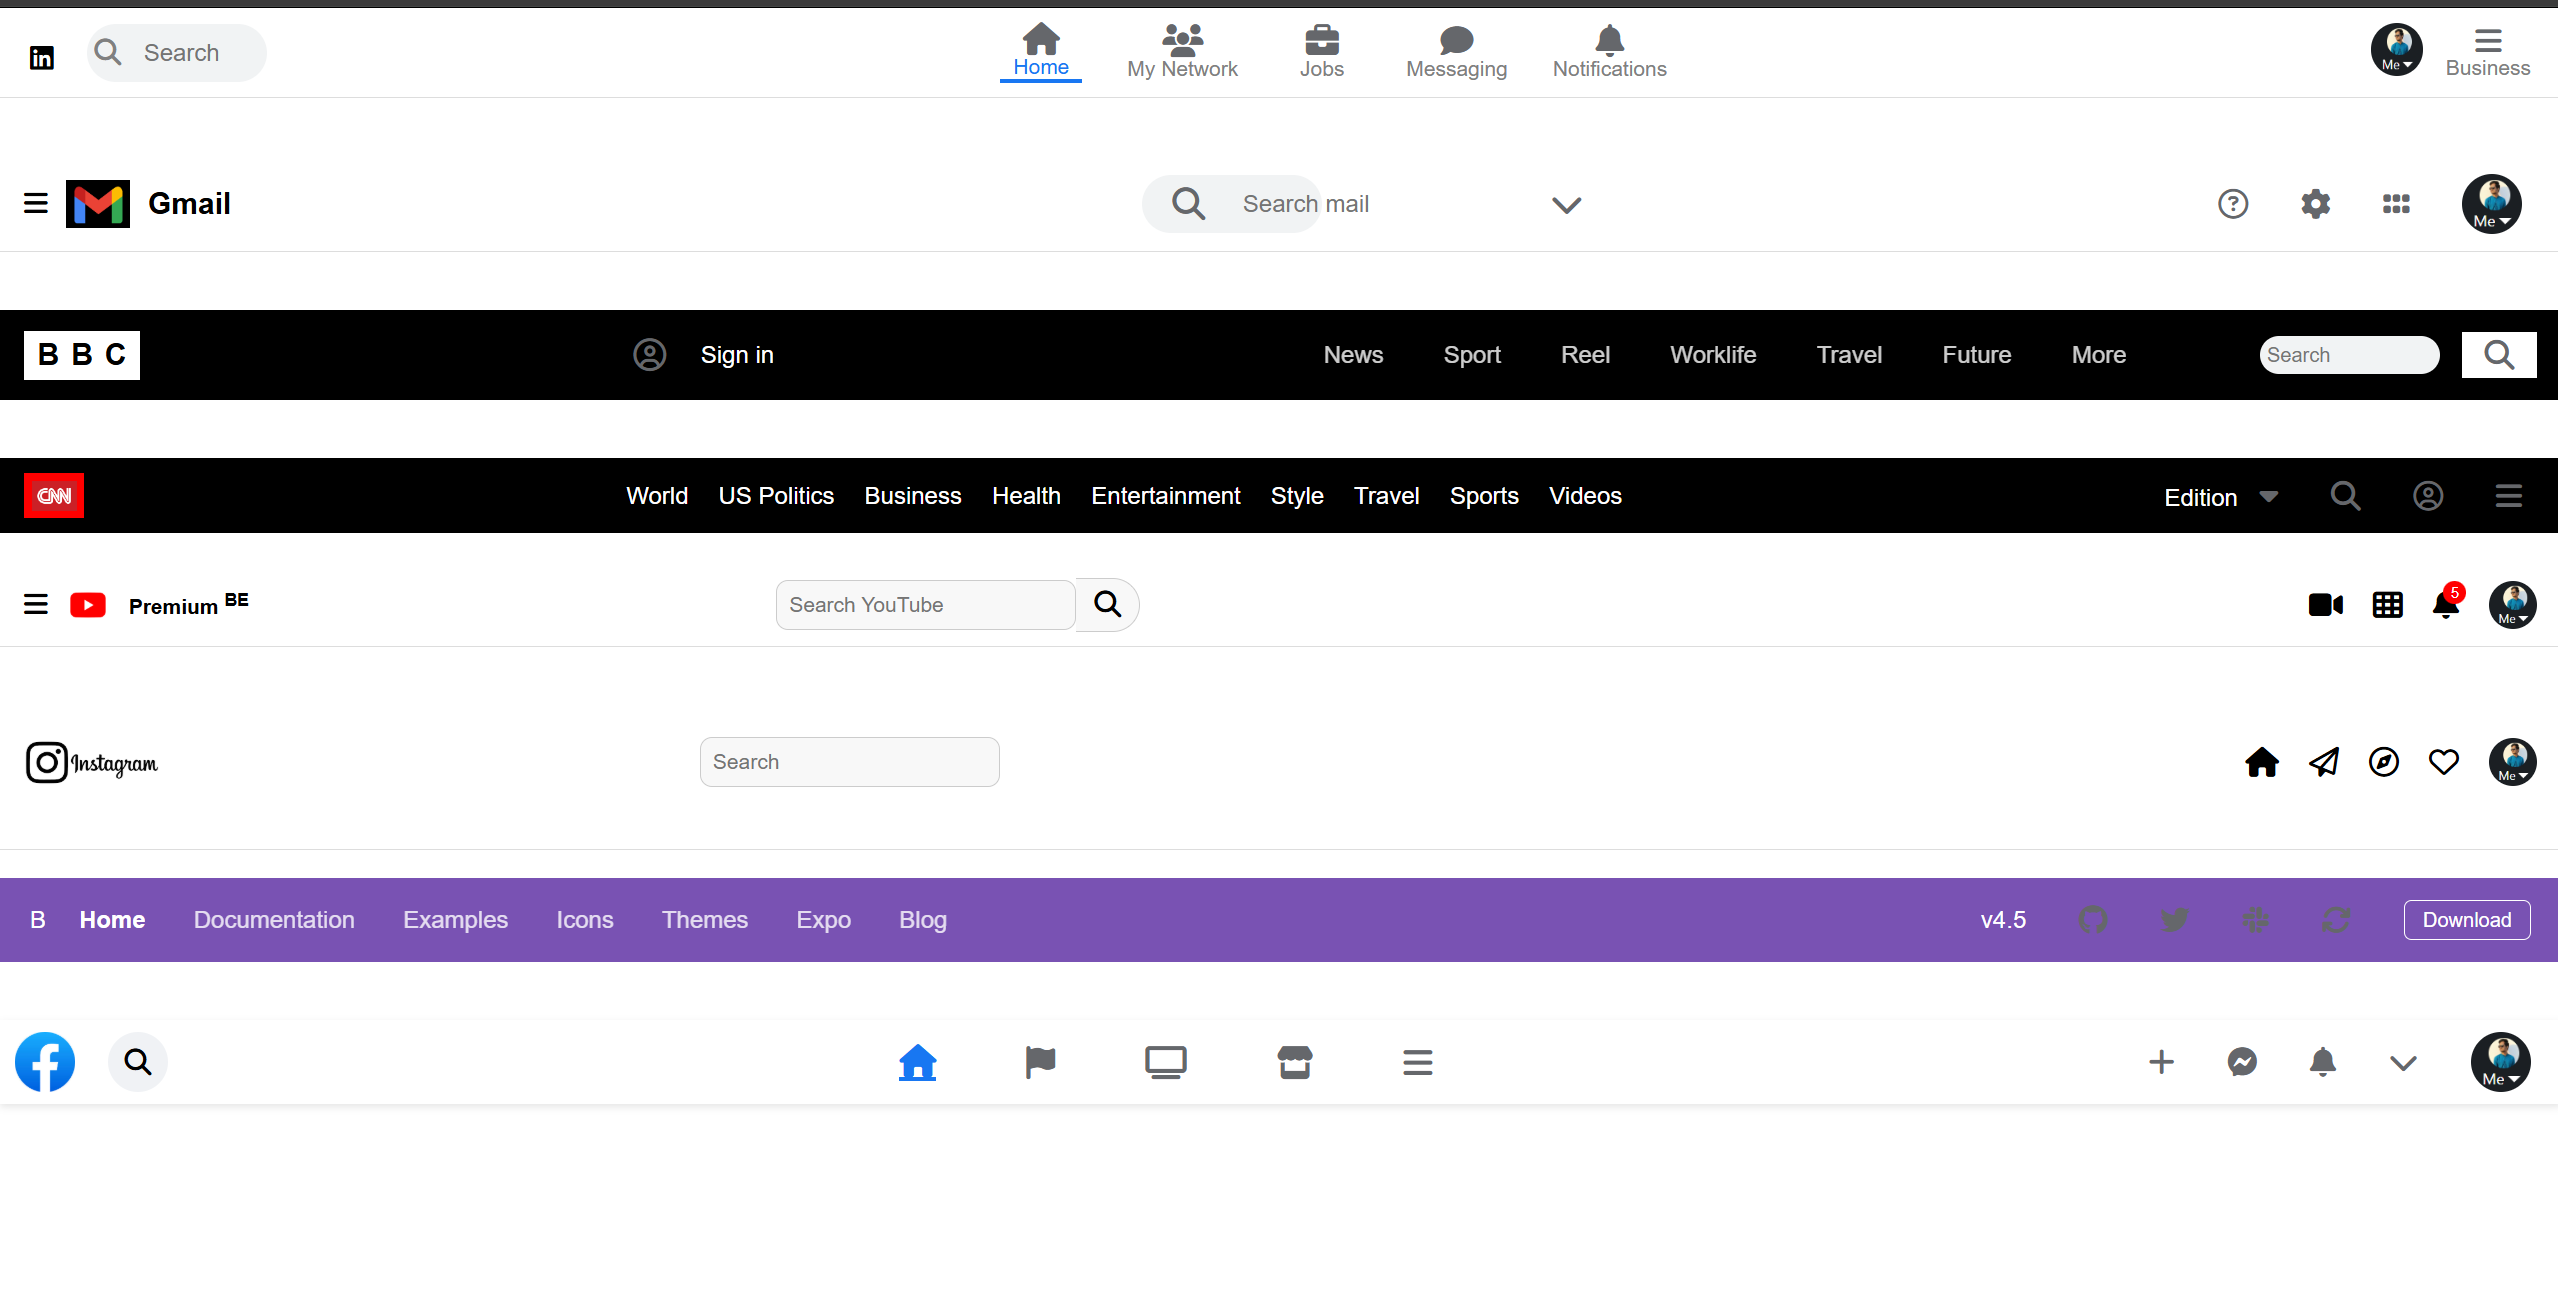 in Search Home My Network Jobs Messaging Notifications Me Business
Gmail Search mail Me
BBC Sign in News Sport Reel Worklife Travel Future More Search
CNN World US Politics Business Health Entertainment Style Travel Sports Videos Edition
Premium BE Search YouTube 5 Me
Instagram Search Me
B Home Documentation Examples Icons Themes Expo Blog v4.5 Download
f Me